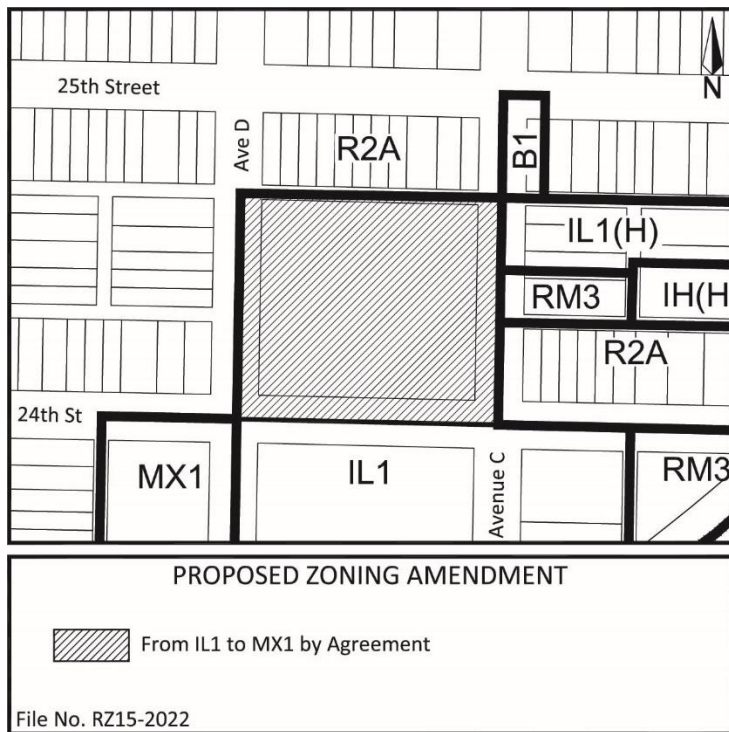 25th Street
N
Ave D
R2A
B1
IL1(H)
RM3
IH(H
R2A
24th St
MX1
IL1
Avenue C
RM3
PROPOSED ZONING AMENDMENT
From IL1 to MX1 by Agreement
File No. RZ15-2022